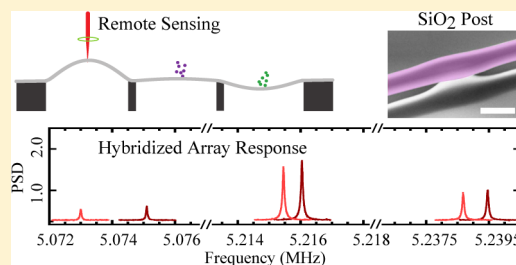 Remote Sensing
SiO2 Post
Hybridized Array Response
PSD
2.0
1.0
5.072 5.074 5.076 5.214 5.216 5.218 5.2375 5.2395
Frequency (MHz)